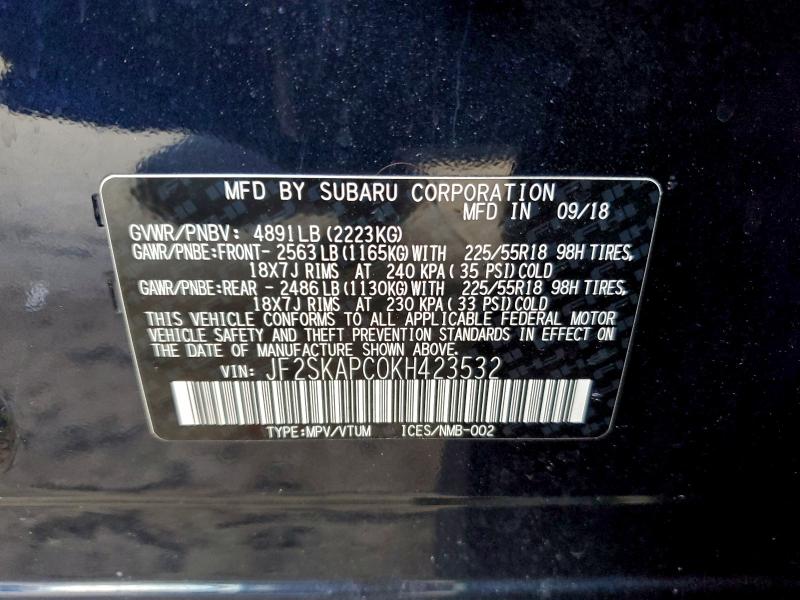 MFD BY SUBARU CORPORATION
MFD IN 09/18
GVWR/PNBV: 4891LB (2223KG)
GAWR/PNBE:FRONT- 2563LB (1165KG) WITH 225/55R18 98H TIRES,
18X7J RIMS AT 240 KPA ( 35 PSI) COLD
GAWR/PNBE:REAR - 2486LB (1130KG) WITH 225/55R18 98H TIRES,
18X7J RIMS AT 230 KPA ( 33 PSI) COLD
THIS VEHICLE CONFORMS TO ALL APPLICABLE FEDERAL MOTOR
VEHICLE SAFETY AND THEFT PREVENTION STANDARDS IN EFFECT ON
THE DATE OF MANUFACTURE SHOWN ABOVE.
VIN: JF2SKAPC0KH423532
TYPE:MPV/VTUM ICES/NMB-002